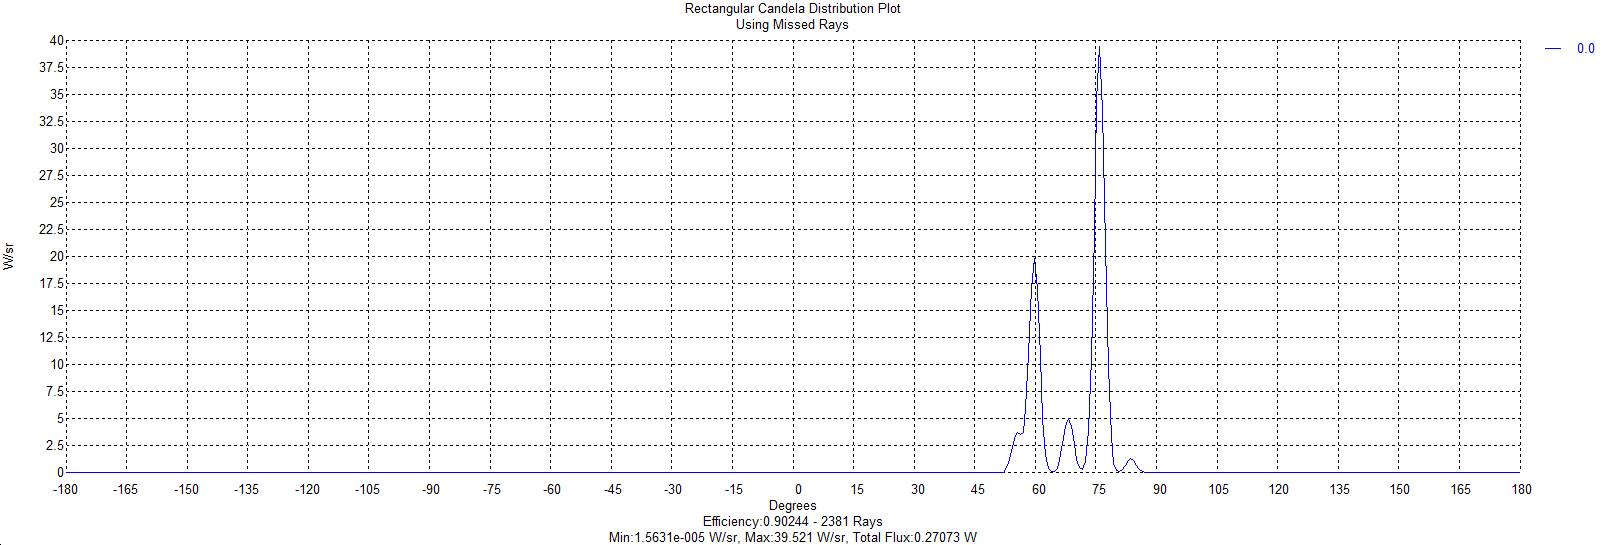 Rectangular Candela Distribution Plot
Using Missed Rays
0.0
40
37.5
35
32.5
30
27.5
25
22.5
20
17.5
15
12.5
10
7.5
5
2.5
0
W/sr
-180 -165 -150 -135 -120 -105 -90 -75 -60 -45 -30 -15 0 15 30 45 60 75 90 105 120 135 150 165 180
Degrees
Efficiency:0.90244 - 2381 Rays
Min:1.5631e-005 W/sr, Max:39.521 W/sr, Total Flux:0.27073 W